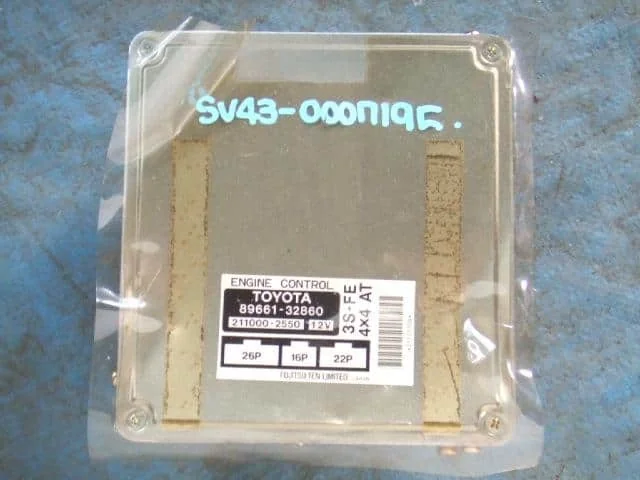 SV43-0007195.
ENGINE CONTROL
TOYOTA
89661-32860
211000-2550 12V
3S-FE
4x4 AT
26P 16P 22P
FUJITSU TEN LIMITED